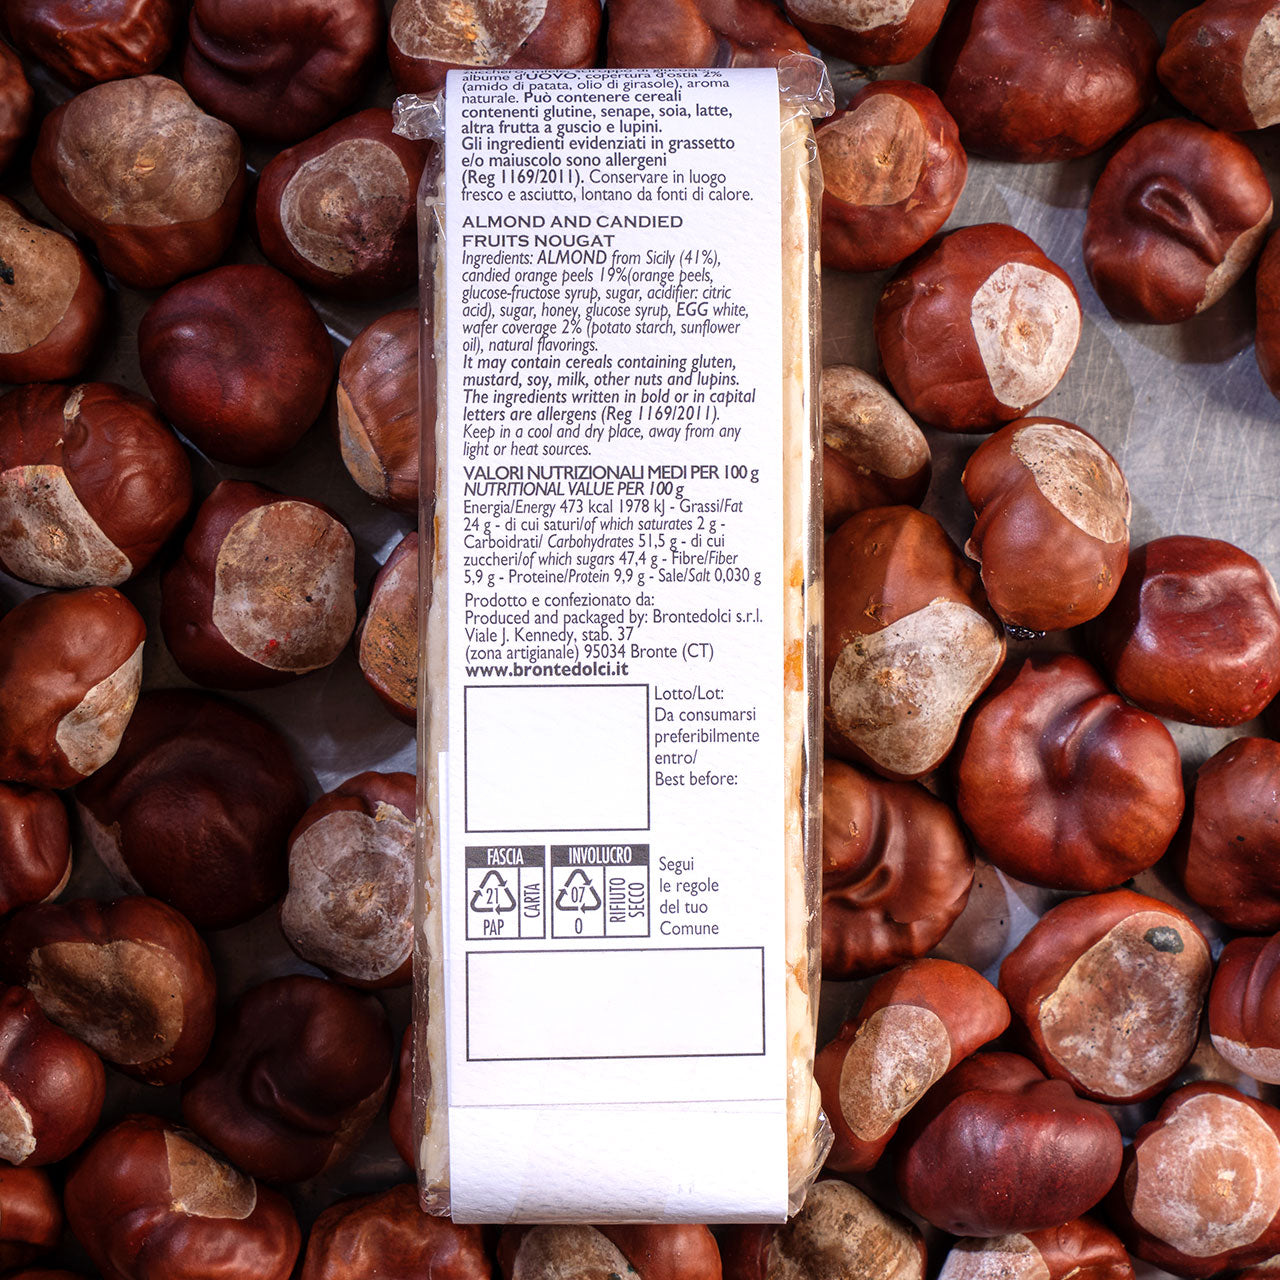 zucchero, miele, sciroppo di glucosio,
albume d'UOVO, copertura d'ostia 2%
(amido di patata, olio di girasole), aroma
naturale. Può contenere cereali
contenenti glutine, senape, soia, latte,
altra frutta a guscio e lupini.
Gli ingredienti evidenziati in grassetto
e/o maiuscolo sono allergeni
(Reg 1169/2011). Conservare in luogo
fresco e asciutto, lontano da fonti di calore.
ALMOND AND CANDIED
FRUITS NOUGAT
Ingredients: ALMOND from Sicily (41%),
candied orange peels 19%(orange peels,
glucose-fructose syrup, sugar, acidifier: citric
acid), sugar, honey, glucose syrup, EGG white,
wafer coverage 2% (potato starch, sunflower
oil), natural flavorings.
It may contain cereals containing gluten,
mustard, soy, milk, other nuts and lupins.
The ingredients written in bold or in capital
letters are allergens (Reg 1169/2011).
Keep in a cool and dry place, away from any
light or heat sources.
VALORI NUTRIZIONALI MEDI PER 100 g
NUTRITIONAL VALUE PER 100 g
Energia/Energy 473 kcal 1978 kJ - Grassi/Fat
24 g - di cui saturi/of which saturates 2 g -
Carboidrati/ Carbohydrates 51,5 g - di cui
zuccheri/of which sugars 47,4 g - Fibre/Fiber
5,9 g - Proteine/Protein 9,9 g - Sale/Salt 0,030 g
Prodotto e confezionato da:
Produced and packaged by: Brontedolci s.r.l.
Viale J. Kennedy, stab. 37
(zona artigianale) 95034 Bronte (CT)
www.brontedolci.it
Lotto/Lot:
Da consumarsi
preferibilmente
entro/
Best before:
FASCIA
21
PAP
CARTA
INVOLUCRO
07
O
RIFIUTO
SECCO
Segui
le regole
del tuo
Comune